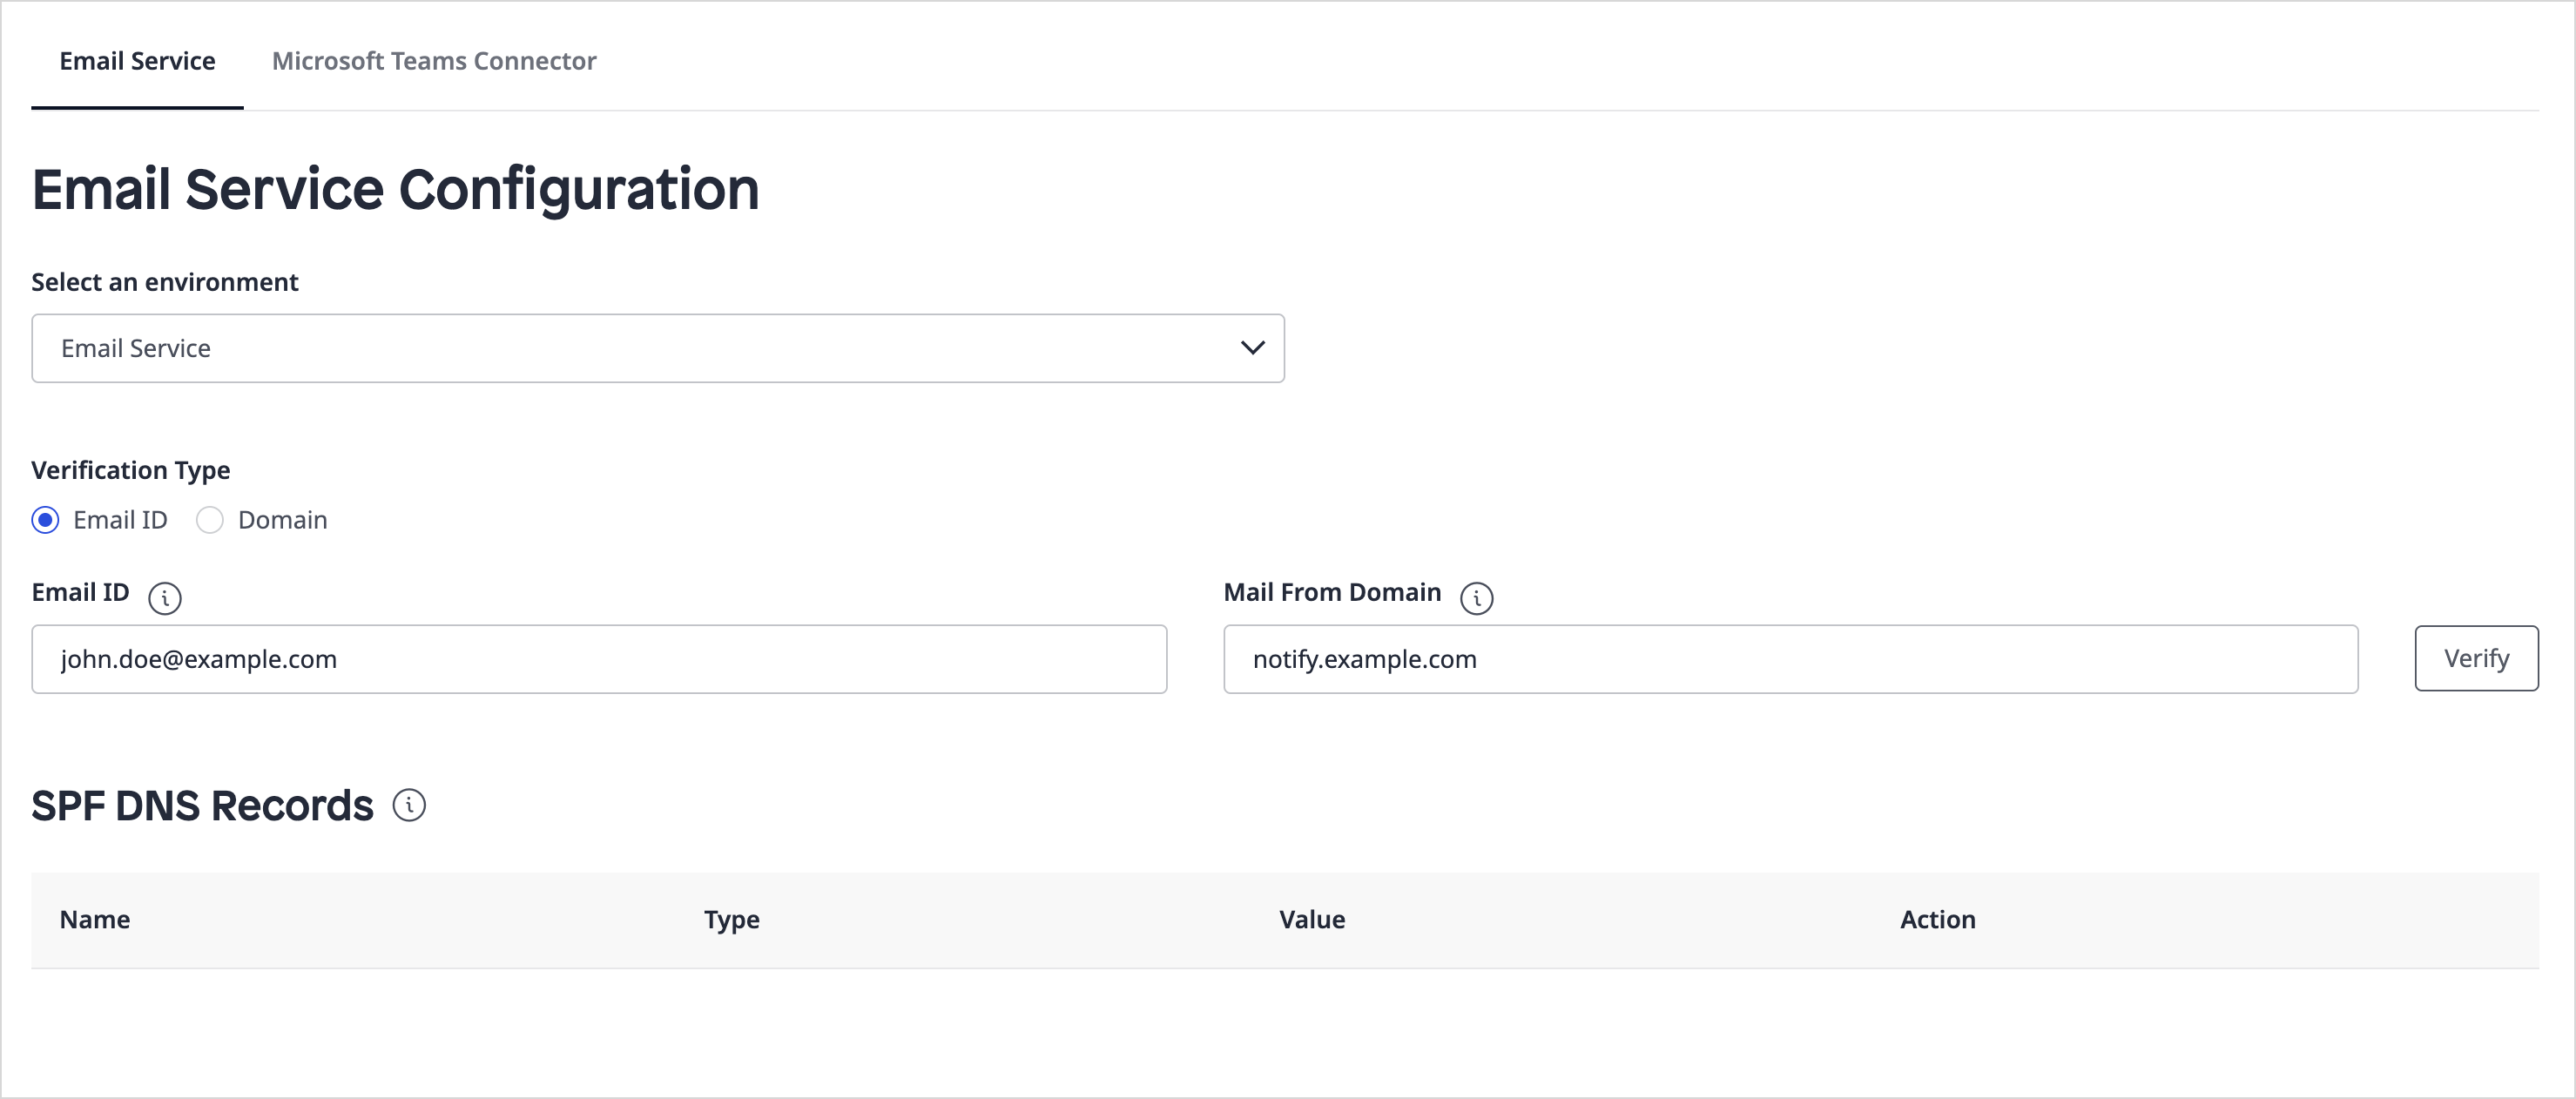 Email Service Microsoft Teams Connector
Email Service Configuration
Select an environment
Email Service
Verification Type
Email ID Domain
Email ID Mail From Domain
john.doe@example.com notify.example.com Verify
SPF DNS Records
Name Type Value Action